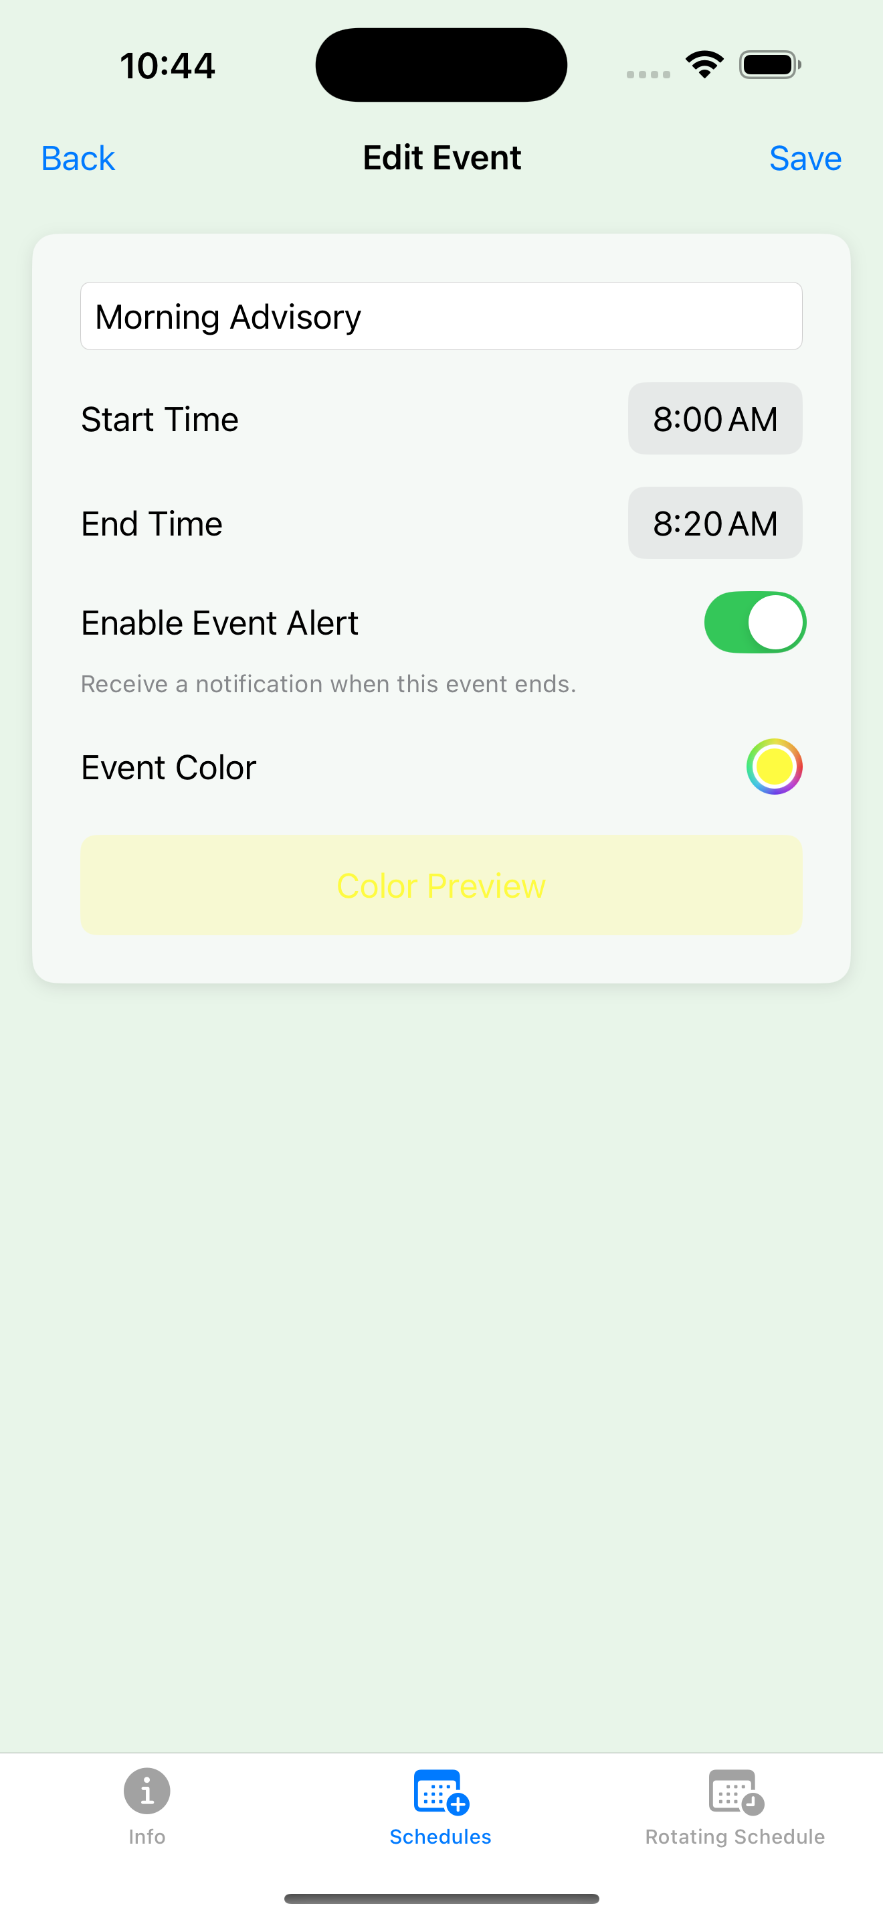 10:44
Back Edit Event Save
Morning Advisory
Start Time 8:00 AM
End Time 8:20 AM
Enable Event Alert
Receive a notification when this event ends.
Event Color
Color Preview
Info Schedules Rotating Schedule